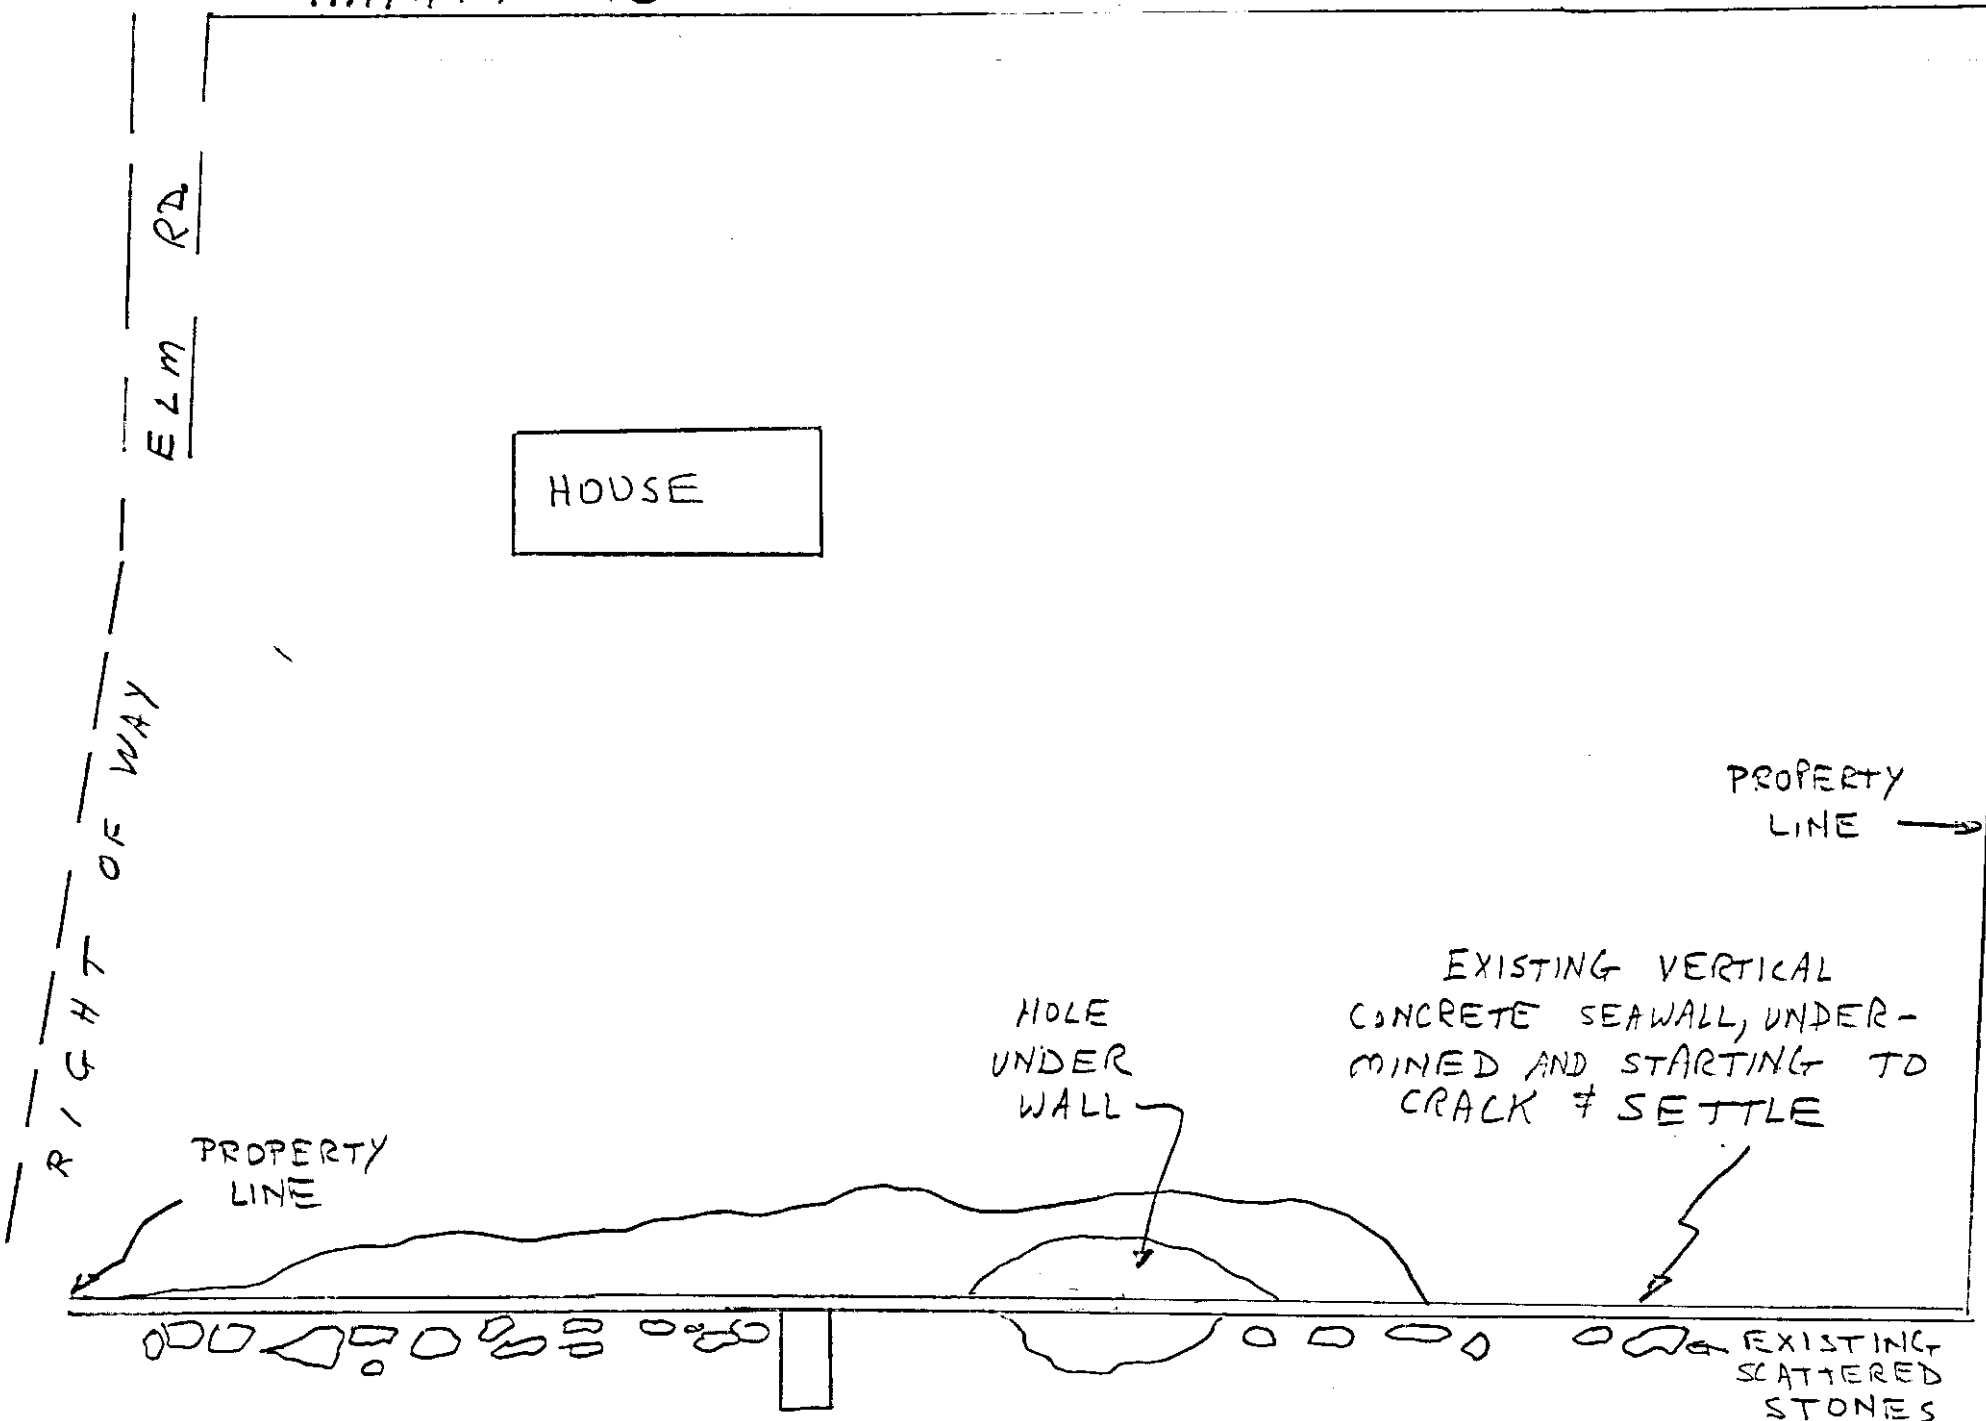 ELM RD
HOUSE
RIGHT OF WAY
PROPERTY
LINE
EXISTING VERTICAL
CONCRETE SEAWALL, UNDER-
MINED AND STARTING TO
CRACK & SETTLE
HOLE
UNDER
WALL
PROPERTY
LINE
EXISTING
SCATTERED
STONES